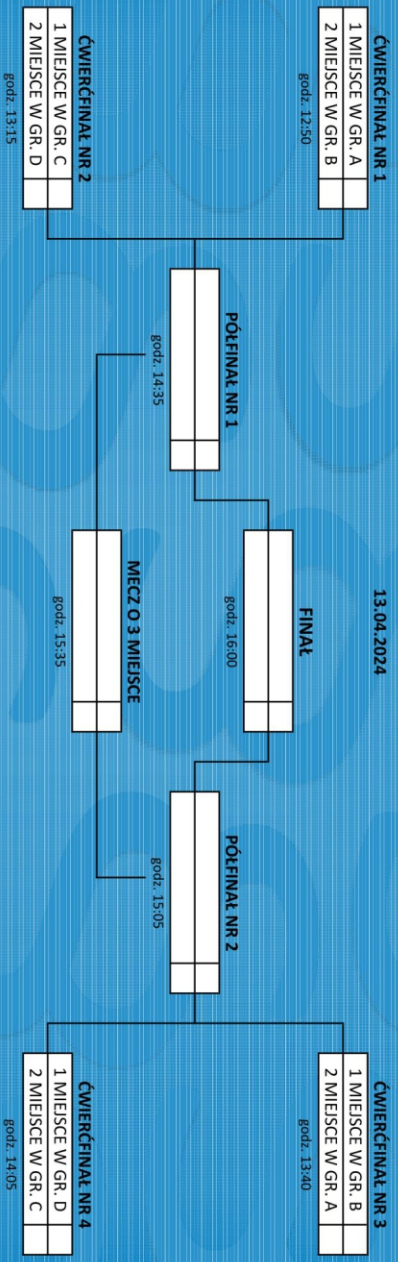 13.04.2024
ĆWIERĆFINAŁ NR 1
1 MIEJSCE W GR. A
2 MIEJSCE W GR. B
godz. 12:50
ĆWIERĆFINAŁ NR 2
1 MIEJSCE W GR. C
2 MIEJSCE W GR. D
godz. 13:15
PÓŁFINAŁ NR 1
godz. 14:35
FINAŁ
godz. 16:00
MECZ O 3 MIEJSCE
godz. 15:35
PÓŁFINAŁ NR 2
godz. 15:05
ĆWIERĆFINAŁ NR 3
1 MIEJSCE W GR. B
2 MIEJSCE W GR. A
godz. 13:40
ĆWIERĆFINAŁ NR 4
1 MIEJSCE W GR. D
2 MIEJSCE W GR. C
godz. 14:05